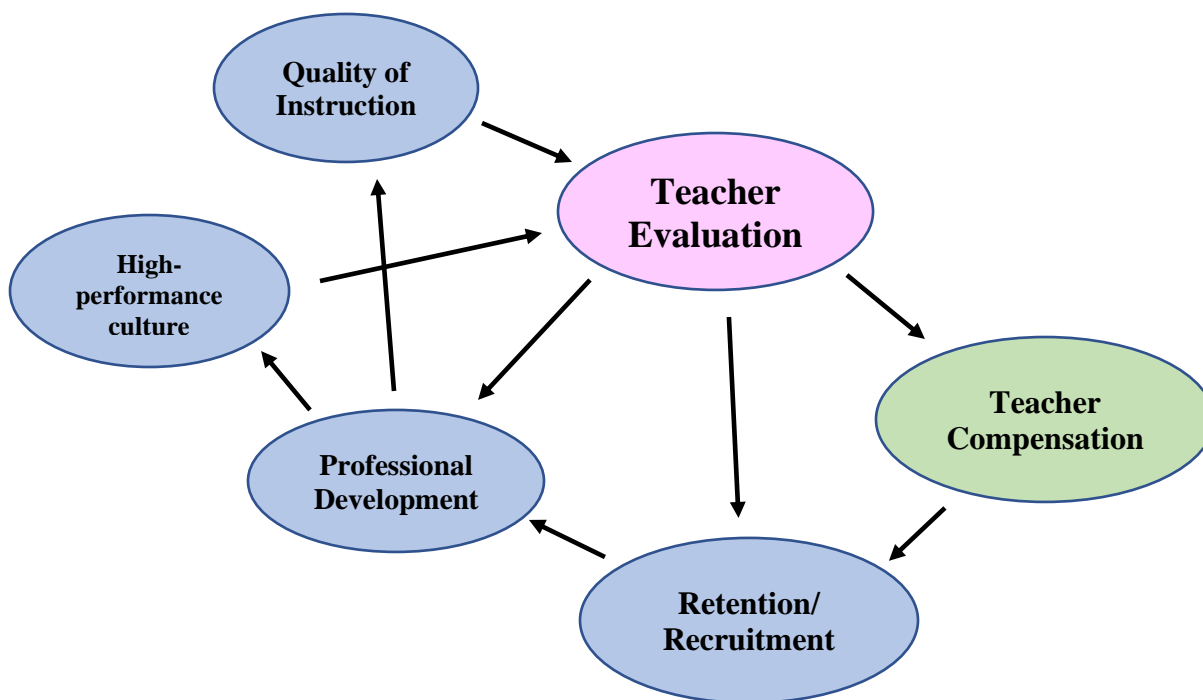 Quality of
Instruction
Teacher
Evaluation
High-
performance
culture
Teacher
Compensation
Professional
Development
Retention/
Recruitment